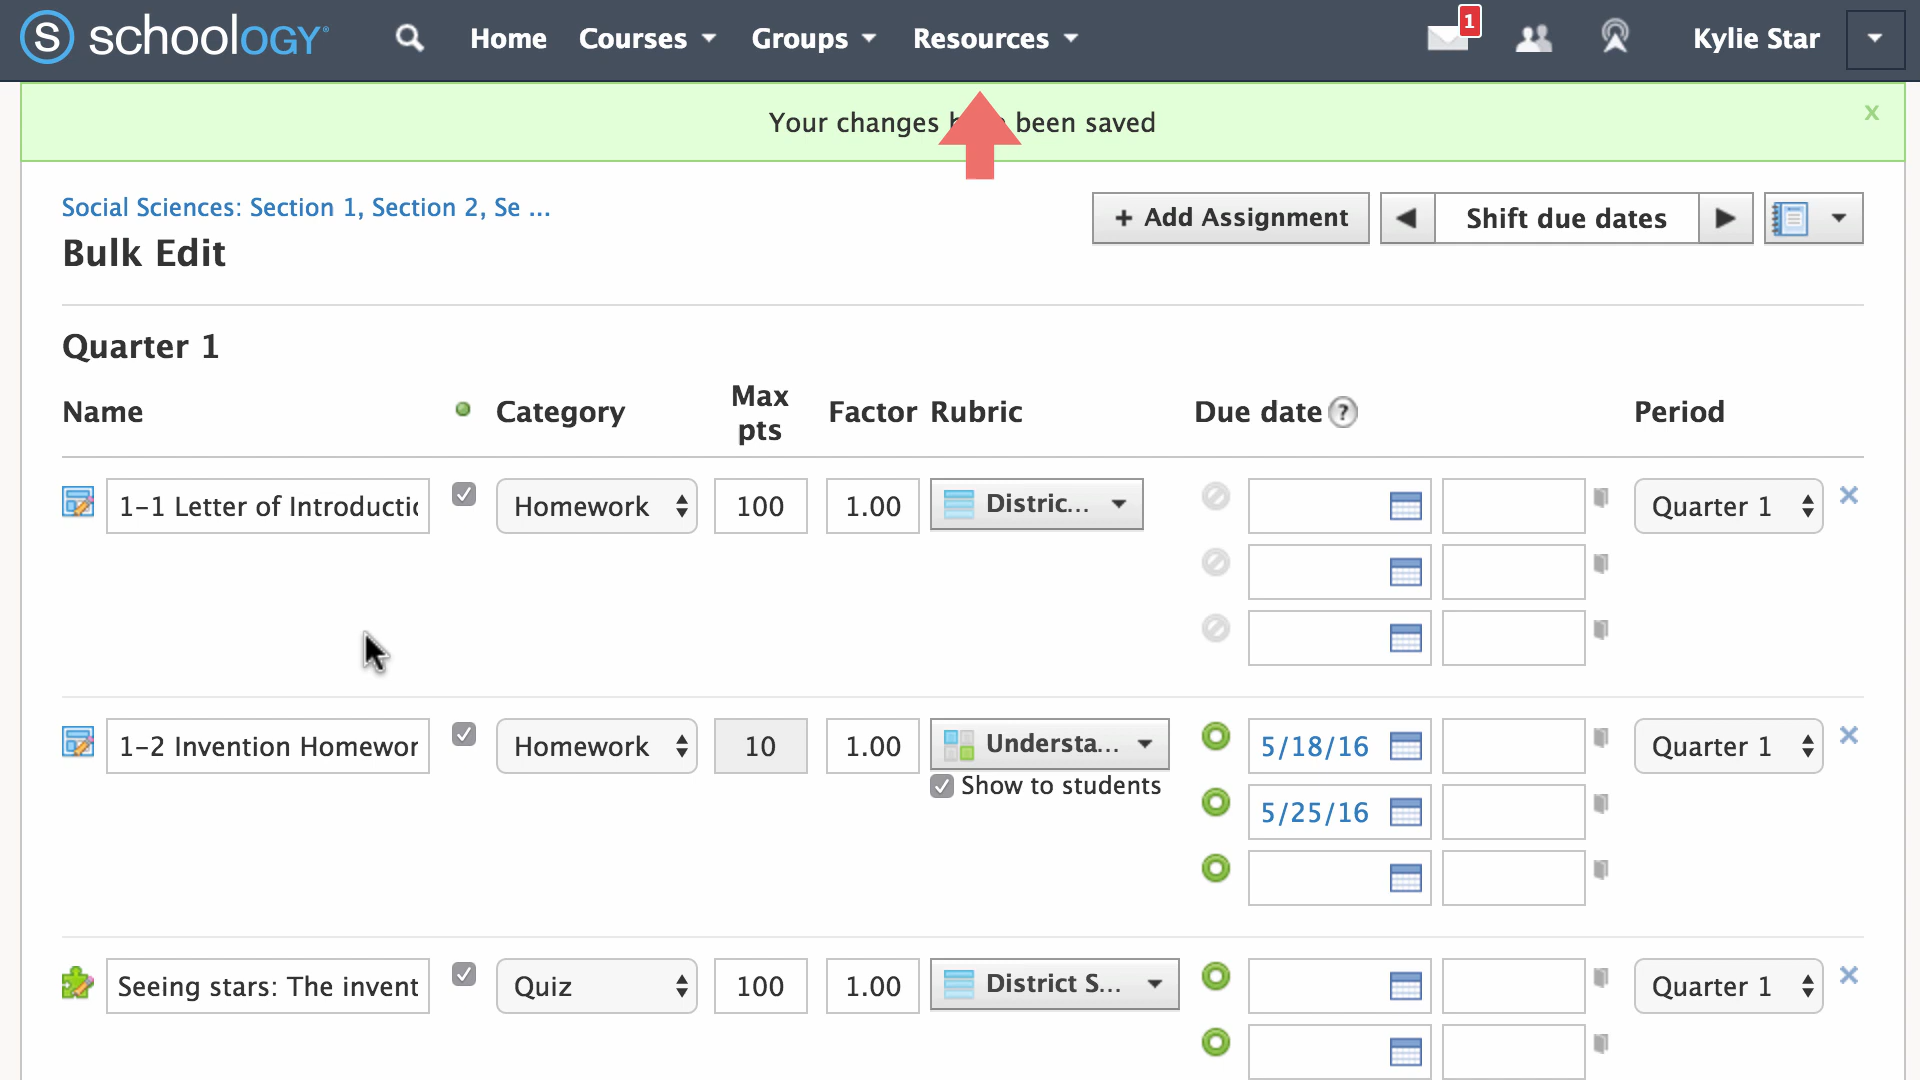 schoology
Home Courses Groups Resources
1
Kylie Star
Your changes been saved
x
Social Sciences: Section 1, Section 2, Se ...
+ Add Assignment
Shift due dates
Bulk Edit
Quarter 1
Name Category Max pts Factor Rubric Due date ? Period
1-1 Letter of Introductic Homework 100 1.00 Distric... Quarter 1
1-2 Invention Homewor Homework 10 1.00 Understa... 5/18/16 Quarter 1
Show to students
5/25/16
Seeing stars: The invent Quiz 100 1.00 District S... Quarter 1